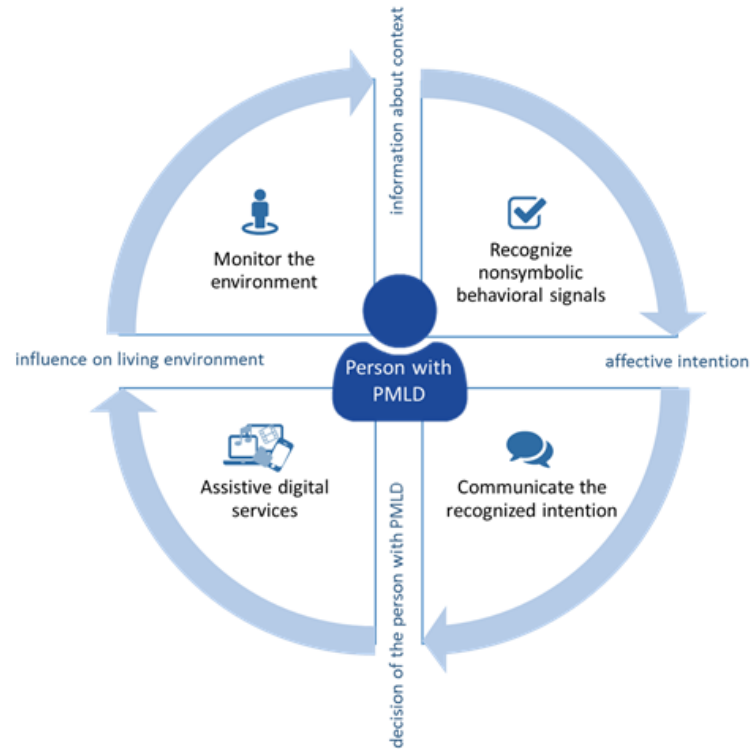 information about context
Monitor the
environment
Recognize
nonsymbolic
behavioral signals
influence on living environment
Person with
PMLD
affective intention
Assistive digital
services
Communicate the
recognized intention
decision of the person with PMLD